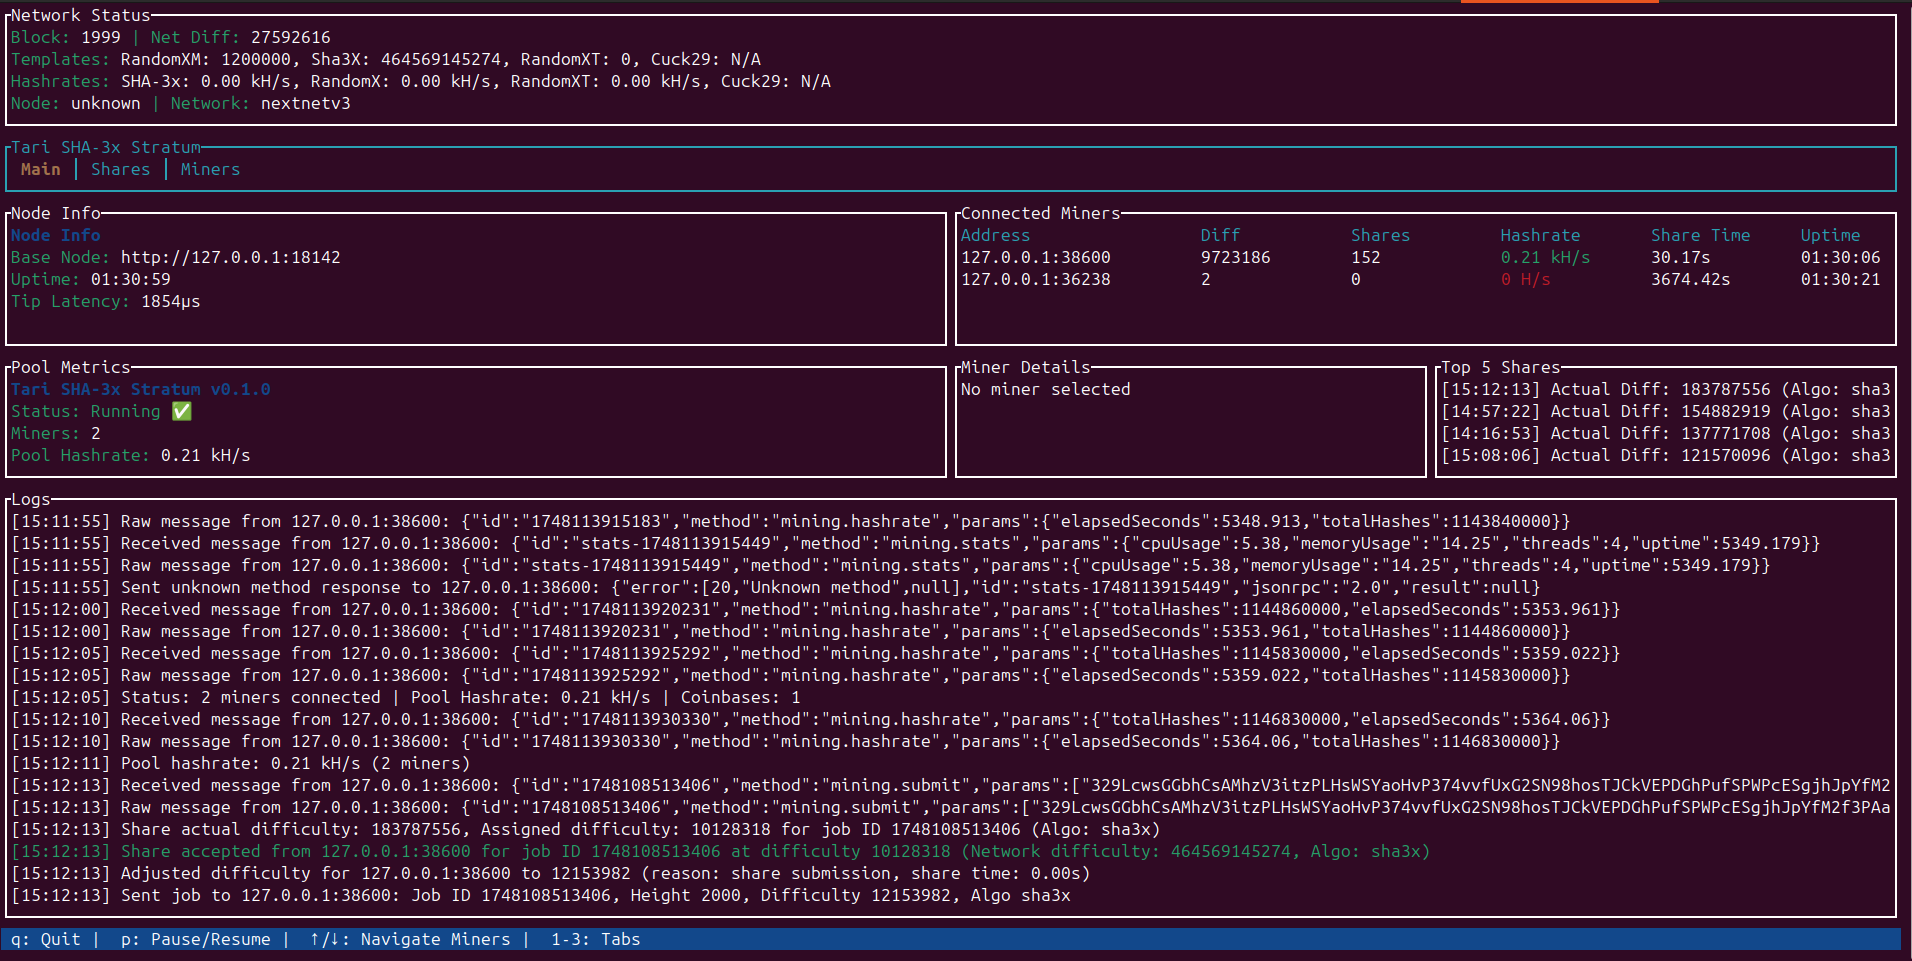 Network Status
Block: 1999 | Net Diff: 27592616
Templates: RandomXM: 1200000, Sha3X: 464569145274, RandomXT: 0, Cuck29: N/A
Hashrates: SHA-3x: 0.00 kH/s, RandomX: 0.00 kH/s, RandomXT: 0.00 kH/s, Cuck29: N/A
Node: unknown | Network: nextnetv3
Tari SHA-3x Stratum
Main | Shares | Miners
Node Info
Node Info
Base Node: http://127.0.0.1:18142
Uptime: 01:30:59
Tip Latency: 1854µs
Connected Miners
Address Diff Shares Hashrate Share Time Uptime
127.0.0.1:38600 9723186 152 0.21 kH/s 30.17s 01:30:06
127.0.0.1:36238 2 0 0 H/s 3674.42s 01:30:21
Pool Metrics
Tari SHA-3x Stratum v0.1.0
Status: Running ✅
Miners: 2
Pool Hashrate: 0.21 kH/s
Miner Details
No miner selected
Top 5 Shares
[15:12:13] Actual Diff: 183787556 (Algo: sha3
[14:57:22] Actual Diff: 154882919 (Algo: sha3
[14:16:53] Actual Diff: 137771708 (Algo: sha3
[15:08:06] Actual Diff: 121570096 (Algo: sha3
Logs
[15:11:55] Raw message from 127.0.0.1:38600: {"id":"1748113915183","method":"mining.hashrate","params":{"elapsedSeconds":5348.913,"totalHashes":1143840000}}
[15:11:55] Received message from 127.0.0.1:38600: {"id":"stats-1748113915449","method":"mining.stats","params":{"cpuUsage":5.38,"memoryUsage":"14.25","threads":4,"uptime":5349.179}}
[15:11:55] Raw message from 127.0.0.1:38600: {"id":"stats-1748113915449","method":"mining.stats","params":{"cpuUsage":5.38,"memoryUsage":"14.25","threads":4,"uptime":5349.179}}
[15:11:55] Sent unknown method response to 127.0.0.1:38600: {"error":[20,"Unknown method",null],"id":"stats-1748113915449","jsonrpc":"2.0","result":null}
[15:12:00] Received message from 127.0.0.1:38600: {"id":"1748113920231","method":"mining.hashrate","params":{"totalHashes":1144860000,"elapsedSeconds":5353.961}}
[15:12:00] Raw message from 127.0.0.1:38600: {"id":"1748113920231","method":"mining.hashrate","params":{"elapsedSeconds":5353.961,"totalHashes":1144860000}}
[15:12:05] Received message from 127.0.0.1:38600: {"id":"1748113925292","method":"mining.hashrate","params":{"totalHashes":1145830000,"elapsedSeconds":5359.022}}
[15:12:05] Raw message from 127.0.0.1:38600: {"id":"1748113925292","method":"mining.hashrate","params":{"elapsedSeconds":5359.022,"totalHashes":1145830000}}
[15:12:05] Status: 2 miners connected | Pool Hashrate: 0.21 kH/s | Coinbases: 1
[15:12:10] Received message from 127.0.0.1:38600: {"id":"1748113930330","method":"mining.hashrate","params":{"totalHashes":1146830000,"elapsedSeconds":5364.06}}
[15:12:10] Raw message from 127.0.0.1:38600: {"id":"1748113930330","method":"mining.hashrate","params":{"elapsedSeconds":5364.06,"totalHashes":1146830000}}
[15:12:11] Pool hashrate: 0.21 kH/s (2 miners)
[15:12:13] Received message from 127.0.0.1:38600: {"id":"1748108513406","method":"mining.submit","params":["329LcwsGGbhCsAMhzV3itzPLHsWSYaoHvP374vvfUxG2SN98hosTJCkVEPDGhPufSPWPcESgjhJpYfM2
[15:12:13] Raw message from 127.0.0.1:38600: {"id":"1748108513406","method":"mining.submit","params":["329LcwsGGbhCsAMhzV3itzPLHsWSYaoHvP374vvfUxG2SN98hosTJCkVEPDGhPufSPWPcESgjhJpYfM2f3PAa
[15:12:13] Share actual difficulty: 183787556, Assigned difficulty: 10128318 for job ID 1748108513406 (Algo: sha3x)
[15:12:13] Share accepted from 127.0.0.1:38600 for job ID 1748108513406 at difficulty 10128318 (Network difficulty: 464569145274, Algo: sha3x)
[15:12:13] Adjusted difficulty for 127.0.0.1:38600 to 12153982 (reason: share submission, share time: 0.00s)
[15:12:13] Sent job to 127.0.0.1:38600: Job ID 1748108513406, Height 2000, Difficulty 12153982, Algo sha3x
q: Quit | p: Pause/Resume | ↑/↓: Navigate Miners | 1-3: Tabs